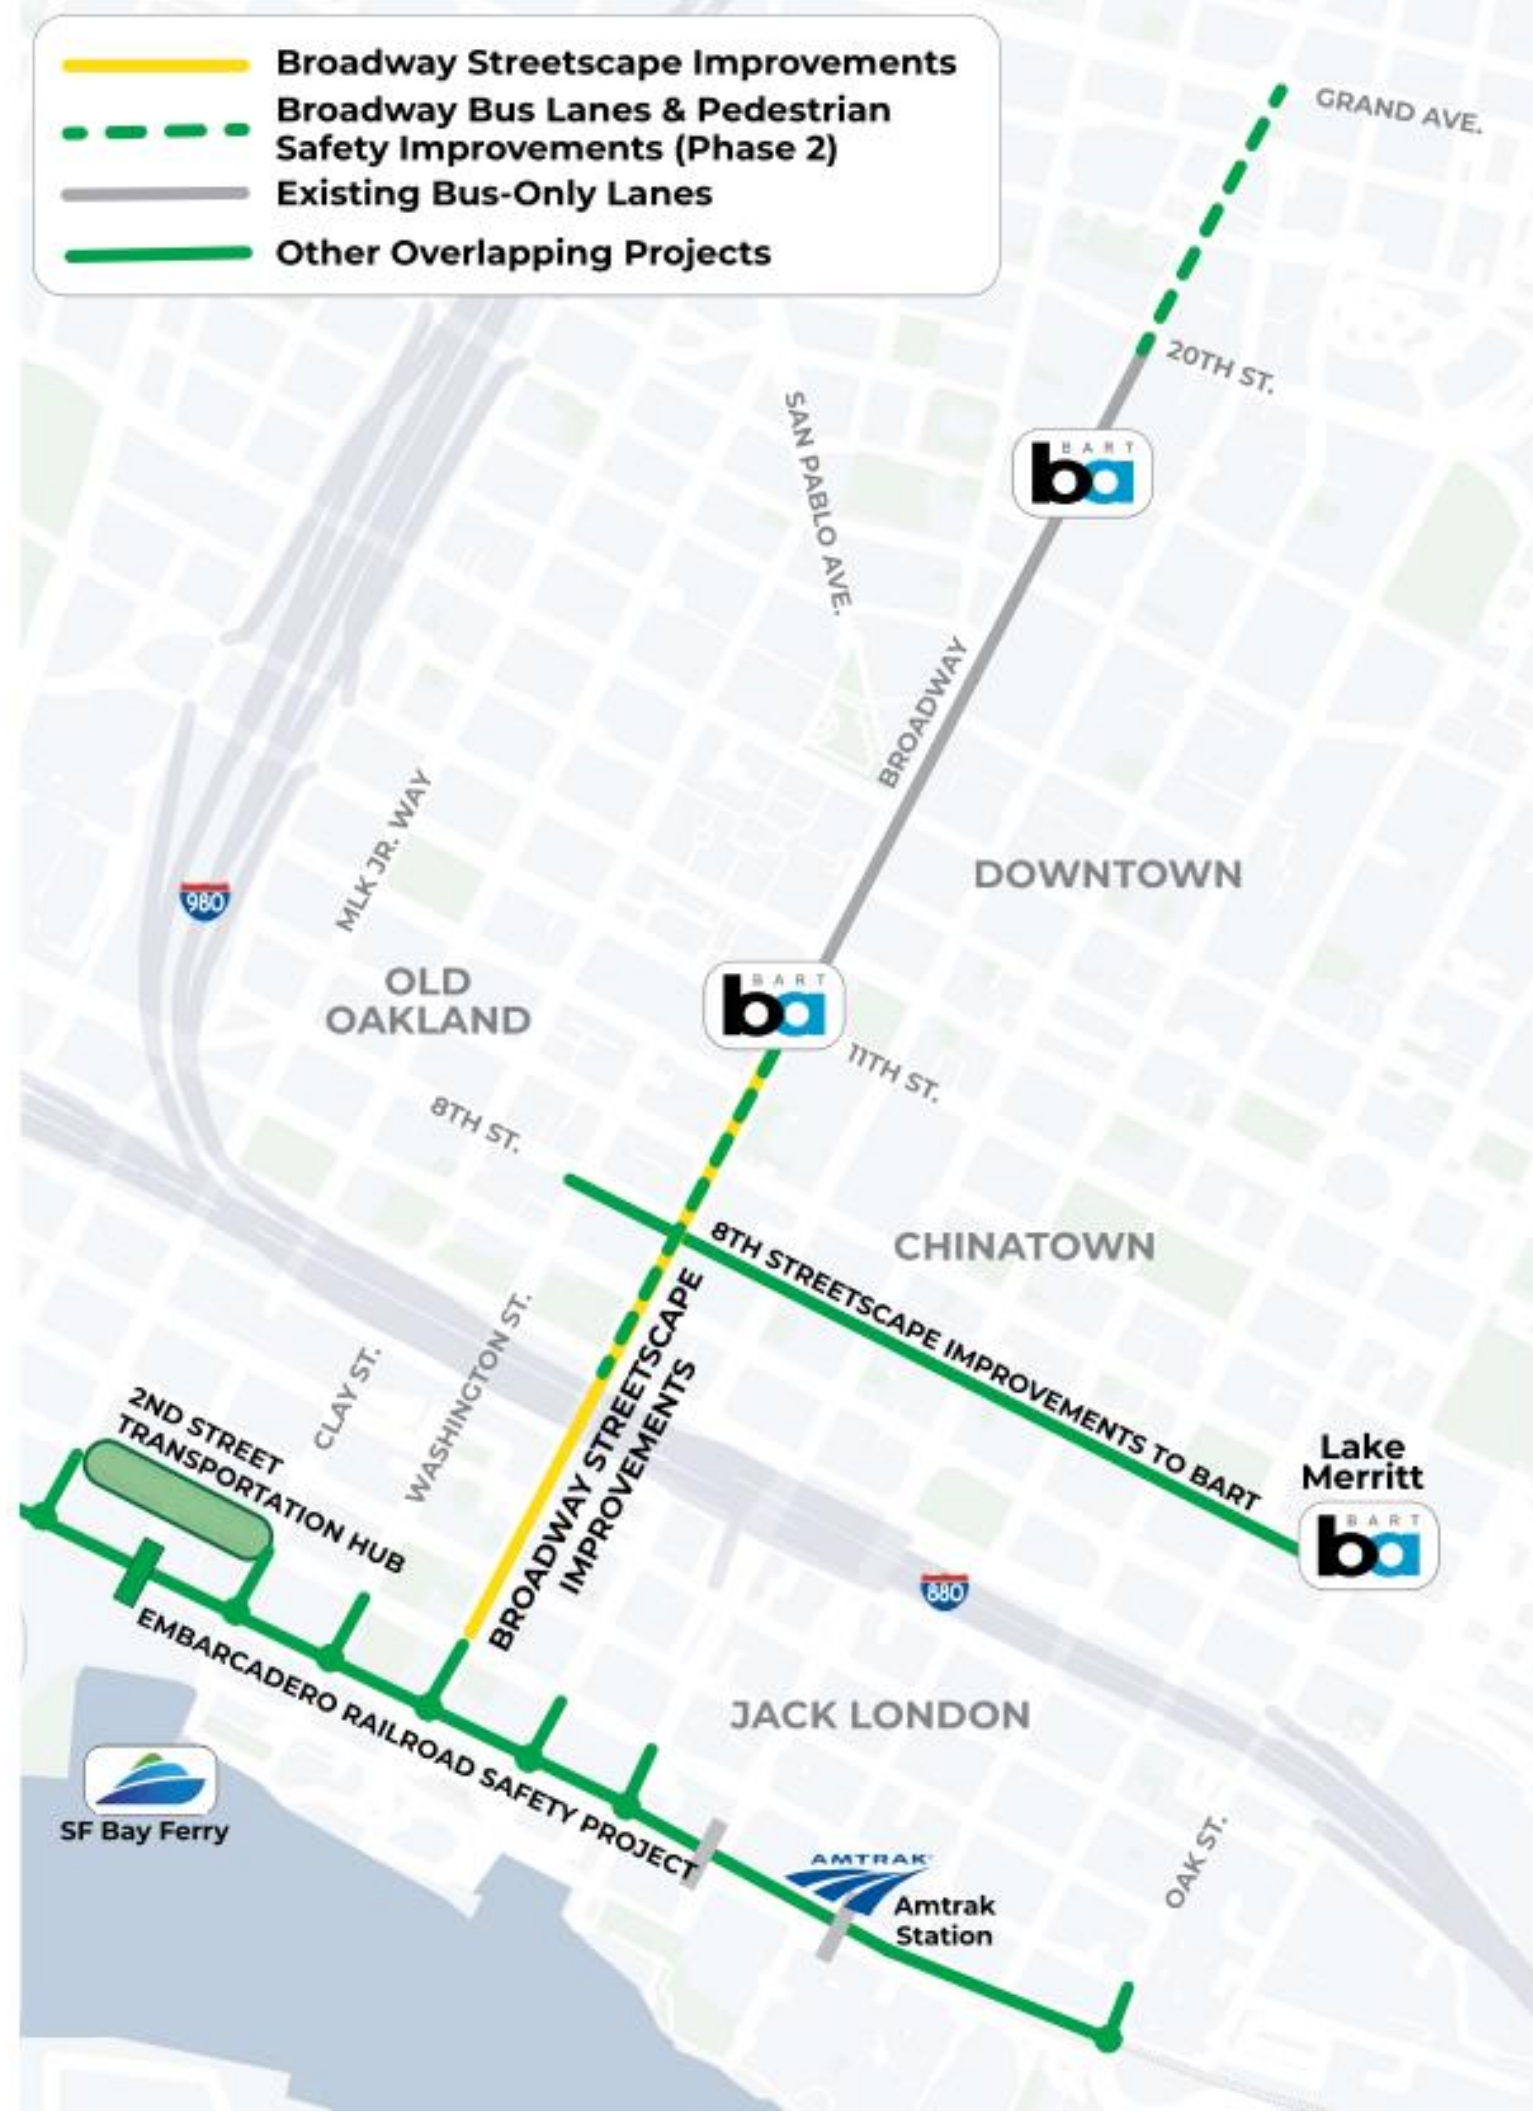 Broadway Streetscape Improvements
Broadway Bus Lanes & Pedestrian
Safety Improvements (Phase 2)
Existing Bus-Only Lanes
Other Overlapping Projects
GRAND AVE.
20TH ST.
SAN PABLO AVE.
BART
ba
BROADWAY
MLK JR. WAY
DOWNTOWN
980
OLD
OAKLAND
BART
ba
11TH ST.
8TH ST.
CHINATOWN
8TH STREETSCAPE IMPROVEMENTS TO BART
BROADWAY STREETSCAPE
IMPROVEMENTS
WASHINGTON ST.
CLAY ST.
2ND STREET
TRANSPORTATION HUB
Lake
Merritt
BART
ba
880
EMBARCADERO RAILROAD SAFETY PROJECT
JACK LONDON
SF Bay Ferry
AMTRAK
Amtrak
Station
OAK ST.